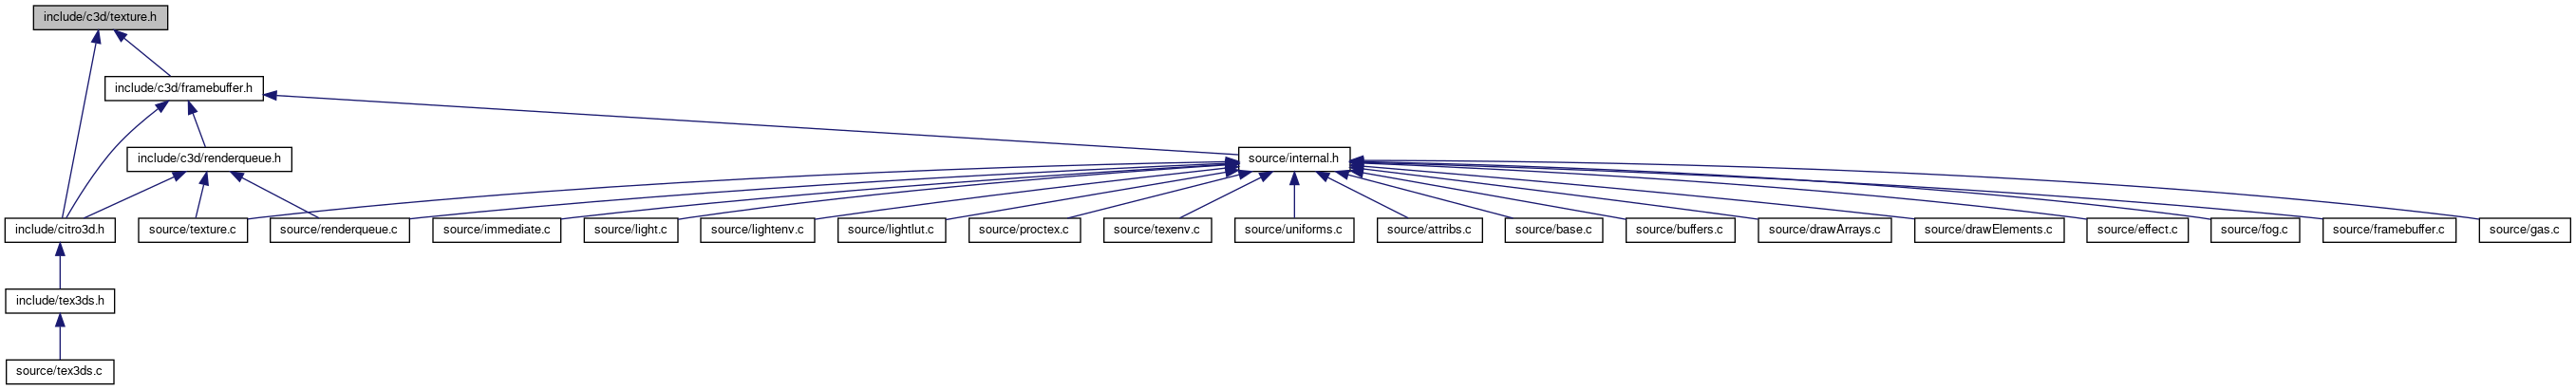 include/c3d/texture.h
include/c3d/framebuffer.h
include/c3d/renderqueue.h
source/internal.h
include/citro3d.h
source/texture.c
source/renderqueue.c
source/immediate.c
source/light.c
source/lightenv.c
source/lightlut.c
source/proctex.c
source/texenv.c
source/uniforms.c
source/attribs.c
source/base.c
source/buffers.c
source/drawArrays.c
source/drawElements.c
source/effect.c
source/fog.c
source/framebuffer.c
source/gas.c
include/tex3ds.h
source/tex3ds.c